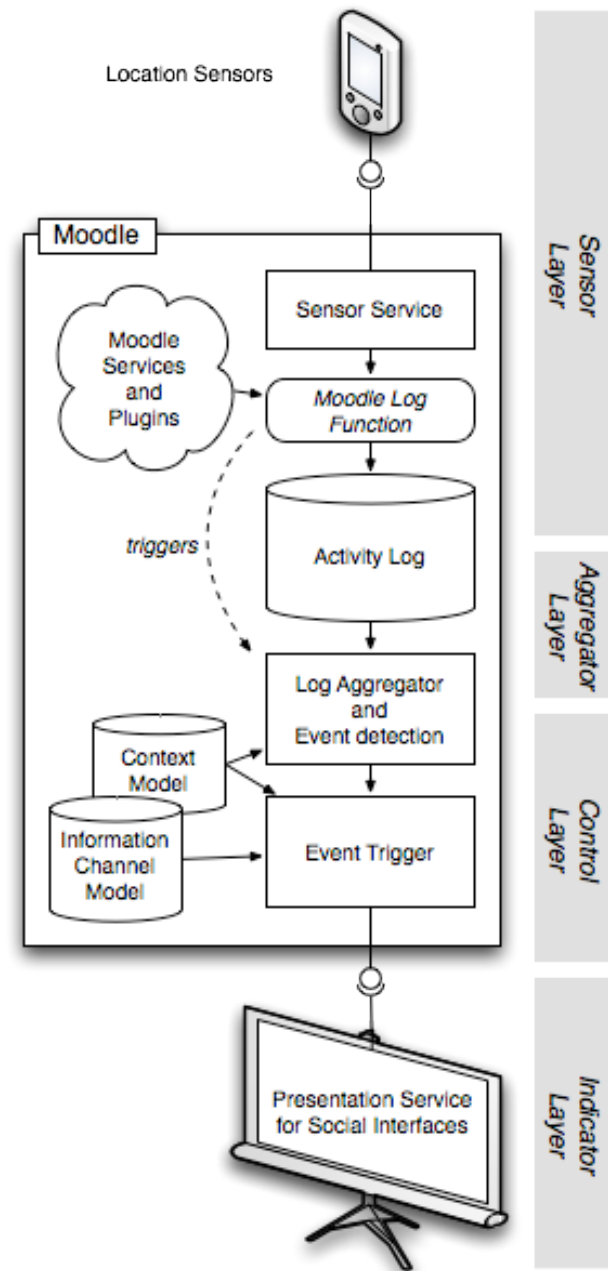 Location Sensors
Moodle
Sensor Service
Moodle
Services
and
Plugins
Moodle Log
Function
triggers
Activity Log
Log Aggregator
and
Event detection
Context
Model
Information
Channel
Model
Event Trigger
Presentation Service
for Social Interfaces
Sensor
Layer
Aggregator
Layer
Control
Layer
Indicator
Layer